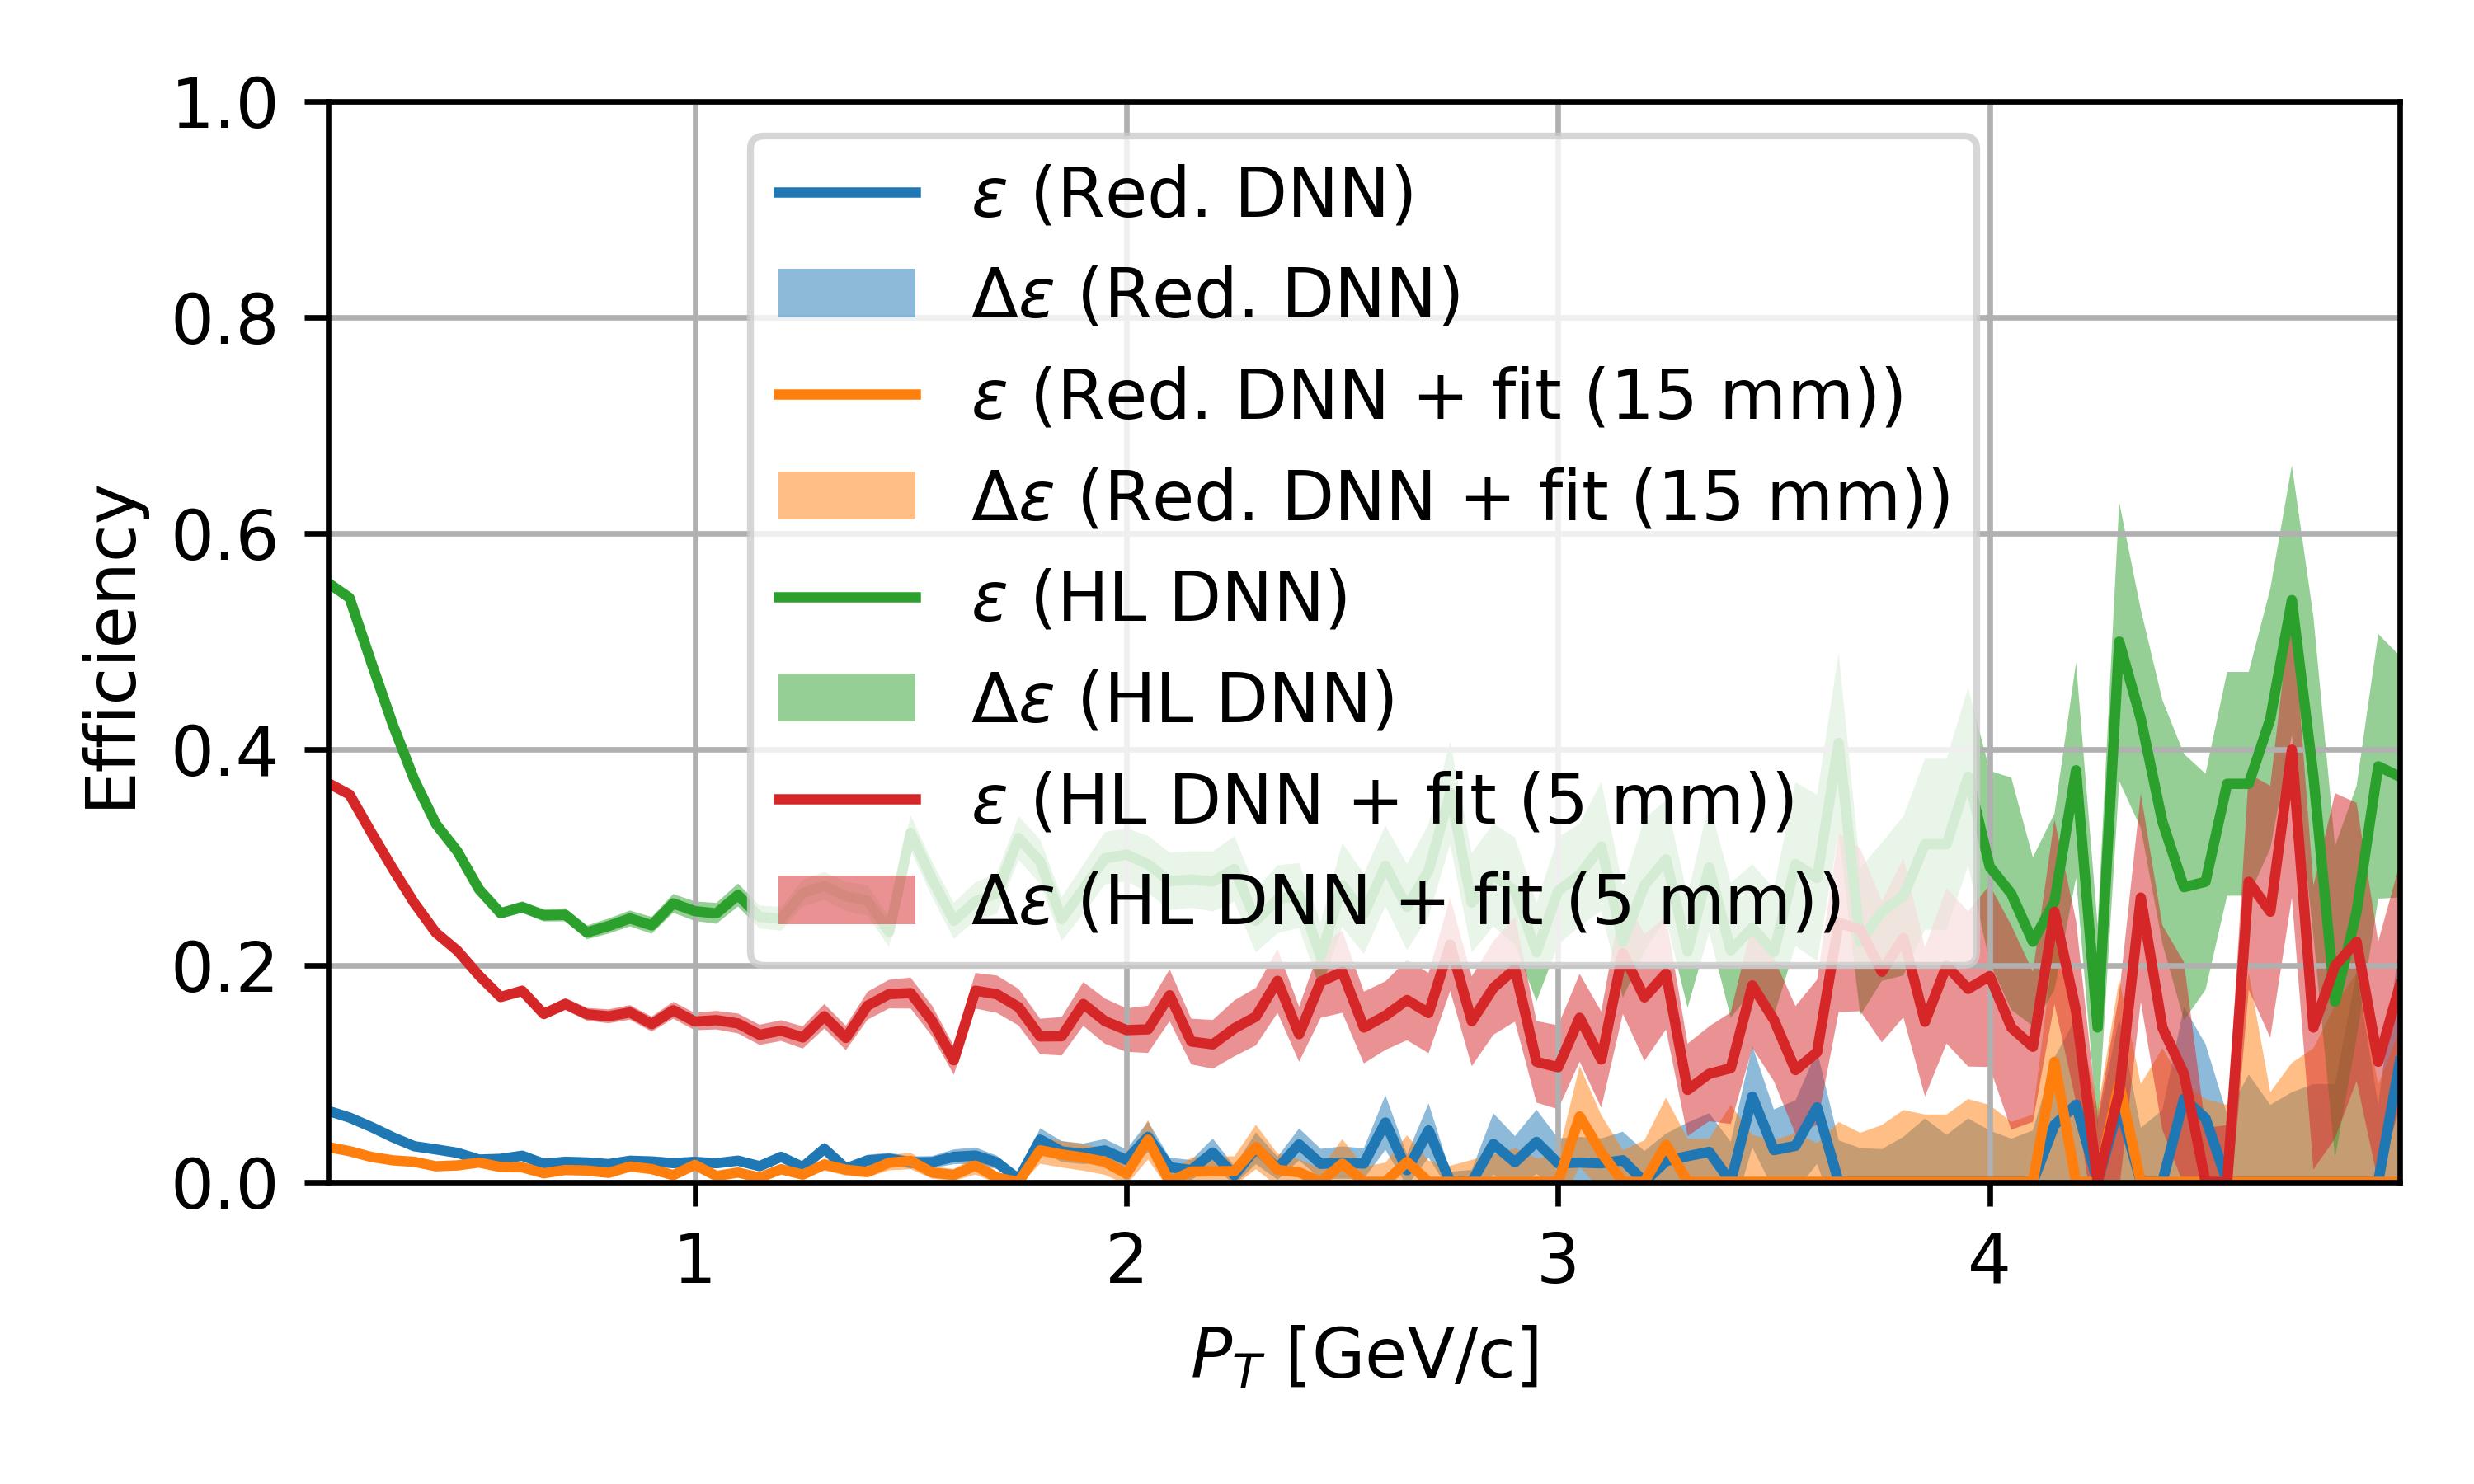 1.0
0.8
0.6
0.4
0.2
0.0
Efficiency
ε (Red. DNN)
Δε (Red. DNN)
ε (Red. DNN + fit (15 mm))
Δε (Red. DNN + fit (15 mm))
ε (HL DNN)
Δε (HL DNN)
ε (HL DNN + fit (5 mm))
Δε (HL DNN + fit (5 mm))
1 2 3 4
P_T [GeV/c]